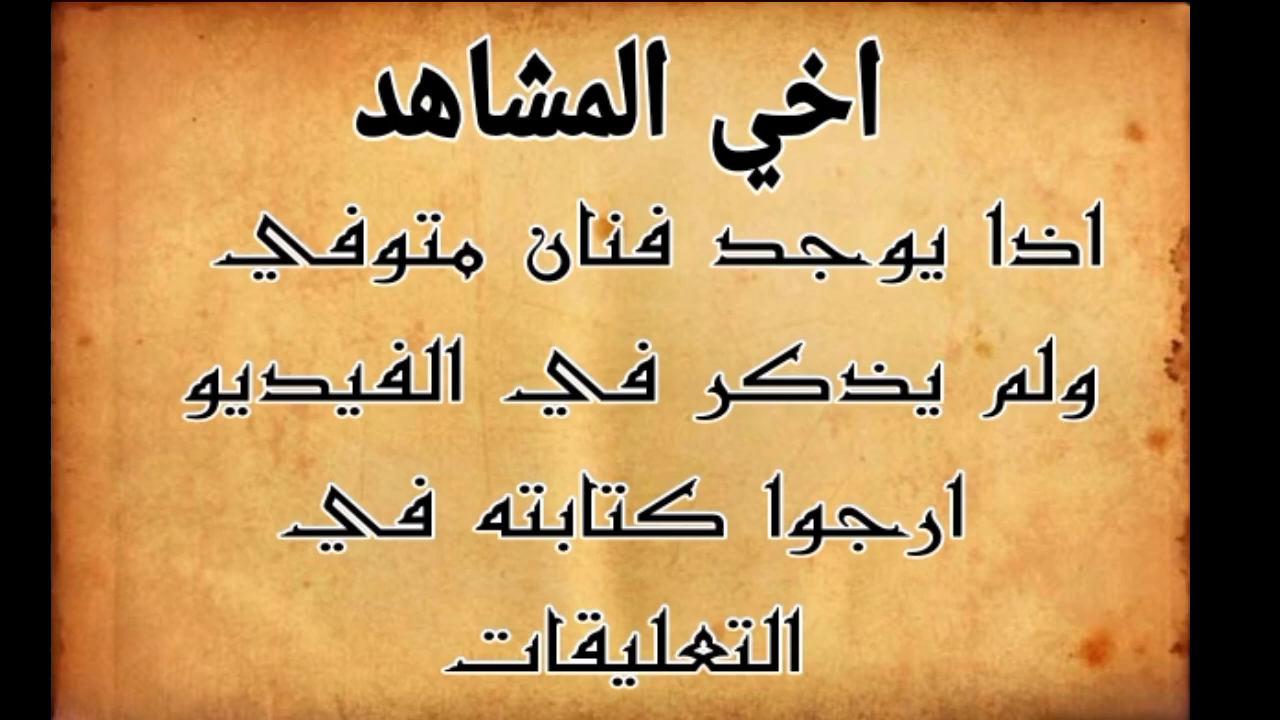 اخي المشاهد
اذا يوجد فنان متوفي
ولم يذكر في الفيديو
ارجوا كتابته في
التعليقات